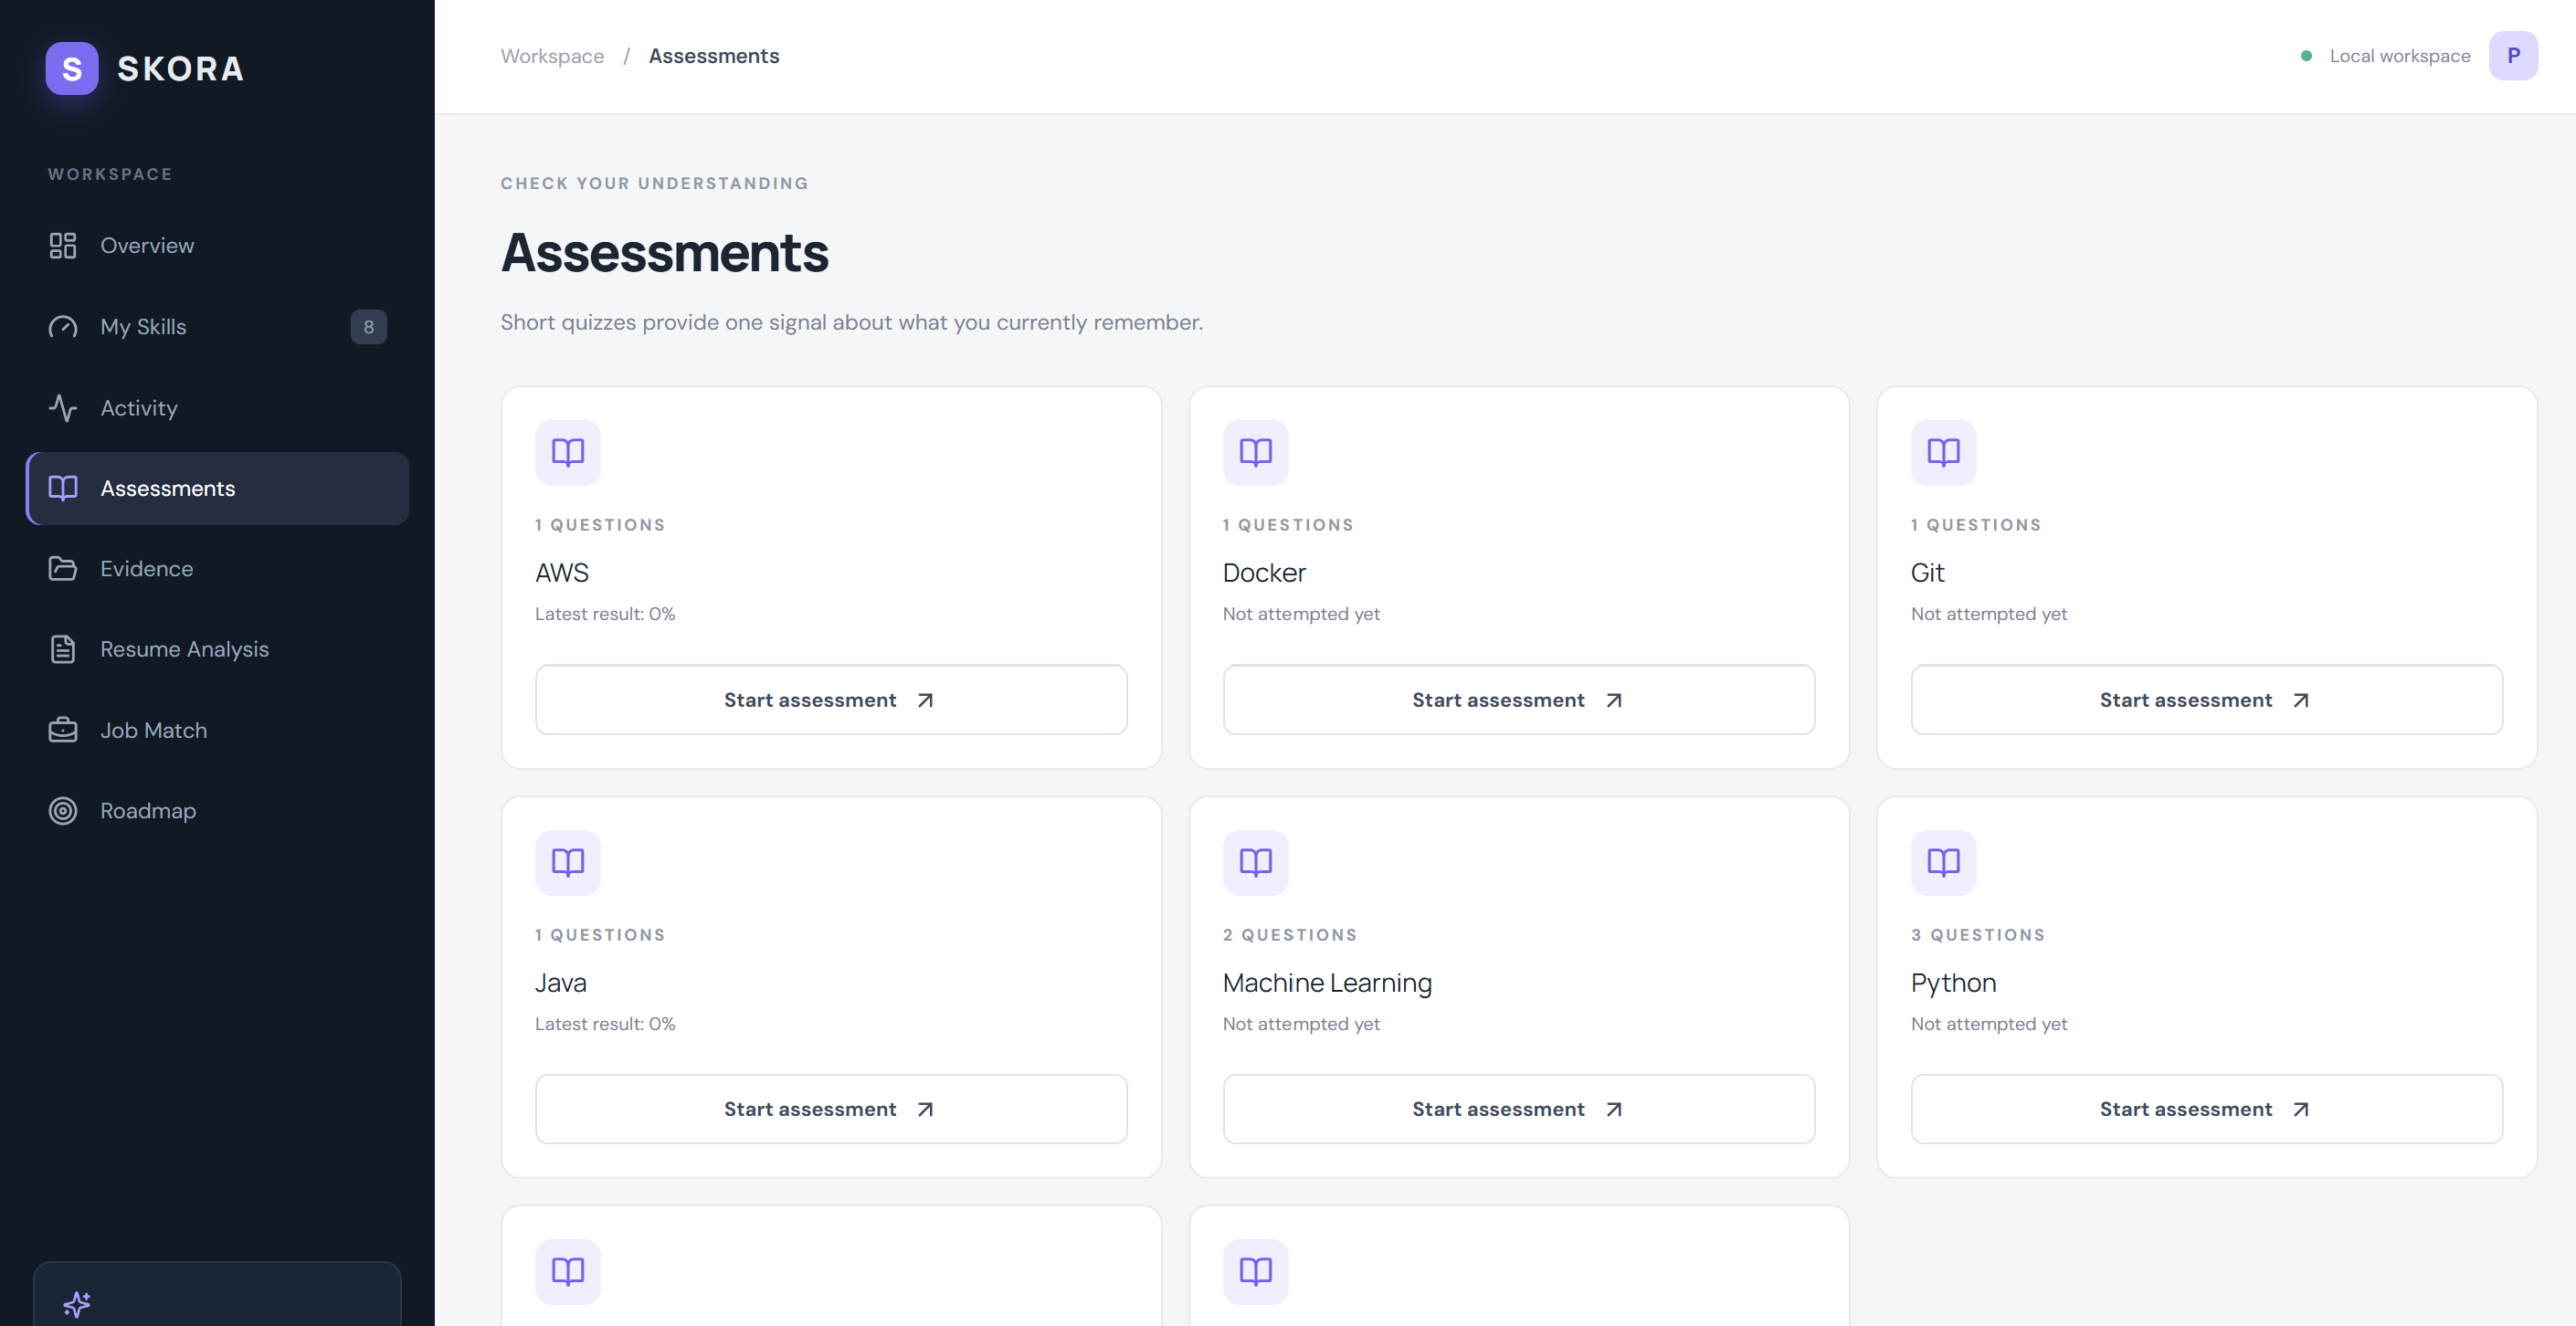 S SKORA
WORKSPACE
Overview
My Skills 8
Activity
Assessments
Evidence
Resume Analysis
Job Match
Roadmap
Workspace / Assessments
Local workspace P
CHECK YOUR UNDERSTANDING
Assessments
Short quizzes provide one signal about what you currently remember.
1 QUESTIONS
AWS
Latest result: 0%
Start assessment
1 QUESTIONS
Docker
Not attempted yet
Start assessment
1 QUESTIONS
Git
Not attempted yet
Start assessment
1 QUESTIONS
Java
Latest result: 0%
Start assessment
2 QUESTIONS
Machine Learning
Not attempted yet
Start assessment
3 QUESTIONS
Python
Not attempted yet
Start assessment